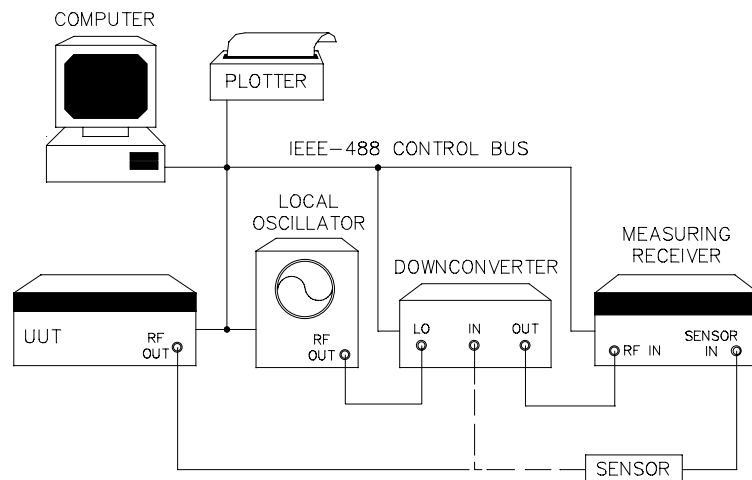 COMPUTER
PLOTTER
IEEE-488 CONTROL BUS
LOCAL
OSCILLATOR
MEASURING
RECEIVER
DOWNCONVERTER
UUT
RF
OUT
RF
OUT
LO
IN
OUT
RF IN
SENSOR
IN
SENSOR